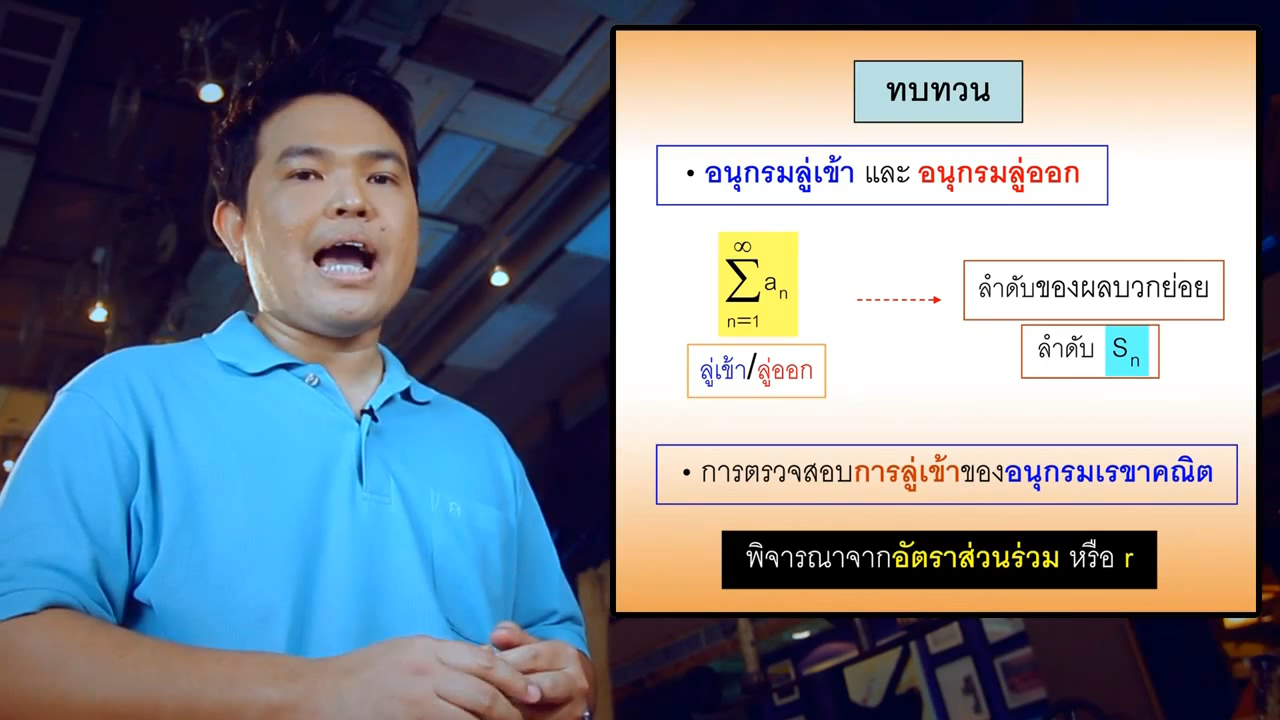 ทบทวน
• อนุกรมลู่เข้า และ อนุกรมลู่ออก
∞
∑ aₙ
n=1
ลู่เข้า/ลู่ออก
ลำดับของผลบวกย่อย
ลำดับ Sₙ
• การตรวจสอบการลู่เข้าของอนุกรมเรขาคณิต
พิจารณาจากอัตราส่วนร่วม หรือ r